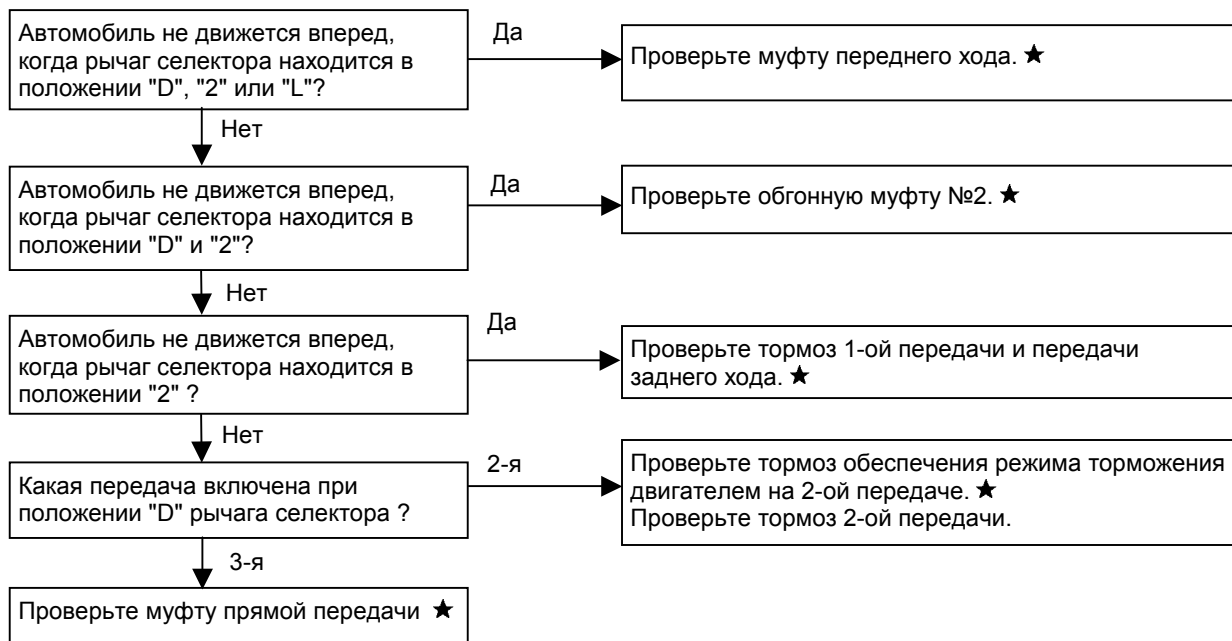 Автомобиль не движется вперед,
когда рычаг селектора находится в
положении "D", "2" или "L"?
Да
Проверьте муфту переднего хода. ★
Нет
Автомобиль не движется вперед,
когда рычаг селектора находится в
положении "D" и "2"?
Да
Проверьте обгонную муфту №2. ★
Нет
Автомобиль не движется вперед,
когда рычаг селектора находится в
положении "2" ?
Да
Проверьте тормоз 1-ой передачи и передачи
заднего хода. ★
Нет
Какая передача включена при
положении "D" рычага селектора ?
2-я
Проверьте тормоз обеспечения режима торможения
двигателем на 2-ой передаче. ★
Проверьте тормоз 2-ой передачи.
3-я
Проверьте муфту прямой передачи ★